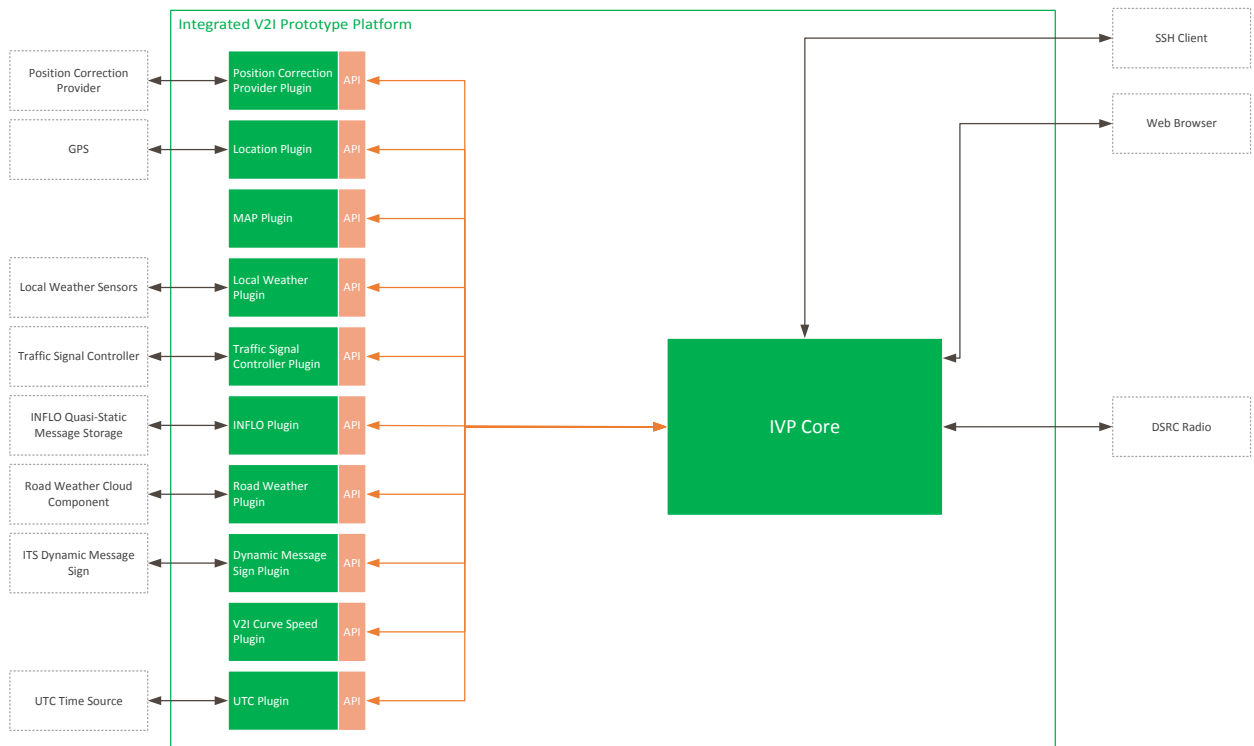 Integrated V2I Prototype Platform
SSH Client
Position Correction
Provider
Position Correction
Provider Plugin
API
Web Browser
GPS
Location Plugin
API
MAP Plugin
API
Local Weather Sensors
Local Weather
Plugin
API
Traffic Signal Controller
Traffic Signal
Controller Plugin
API
INFLO Quasi-Static
Message Storage
INFLO Plugin
API
IVP Core
DSRC Radio
Road Weather Cloud
Component
Road Weather
Plugin
API
ITS Dynamic Message
Sign
Dynamic Message
Sign Plugin
API
V2I Curve Speed
Plugin
API
UTC Time Source
UTC Plugin
API